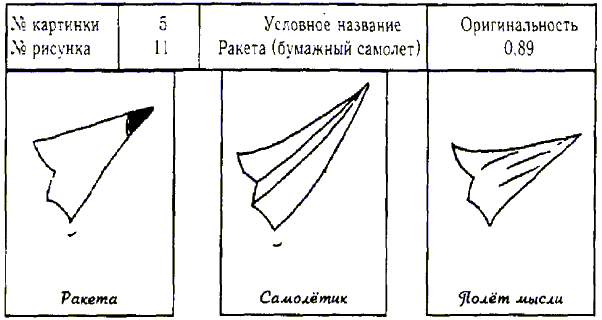 № картинки 5 Условное название Оригинальность
№ рисунка 11 Ракета (бумажный самолет) 0,89
Ракета Самолётик Полёт мысли